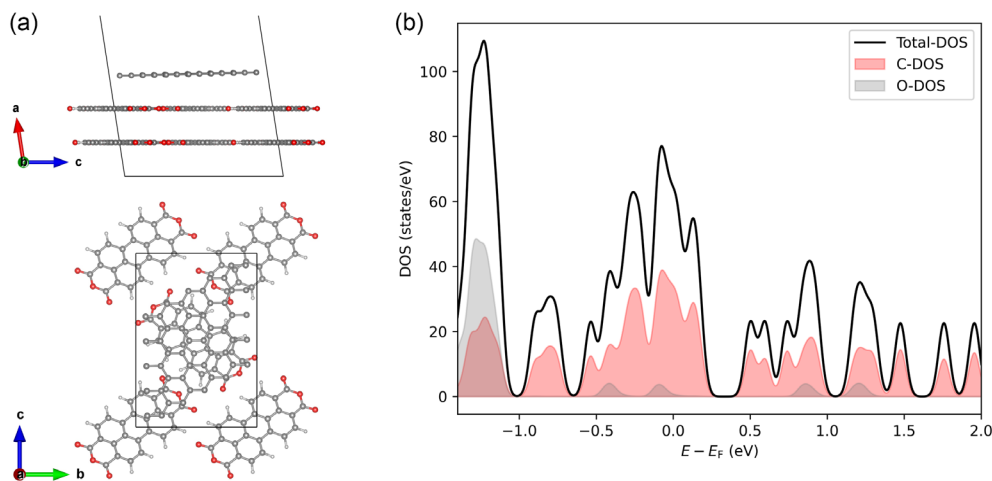 (a)
a
b
c
c
a
b
(b)
Total-DOS
C-DOS
O-DOS
DOS (states/eV)
100
80
60
40
20
0
−1.0 −0.5 0.0 0.5 1.0 1.5 2.0
E − E_F (eV)